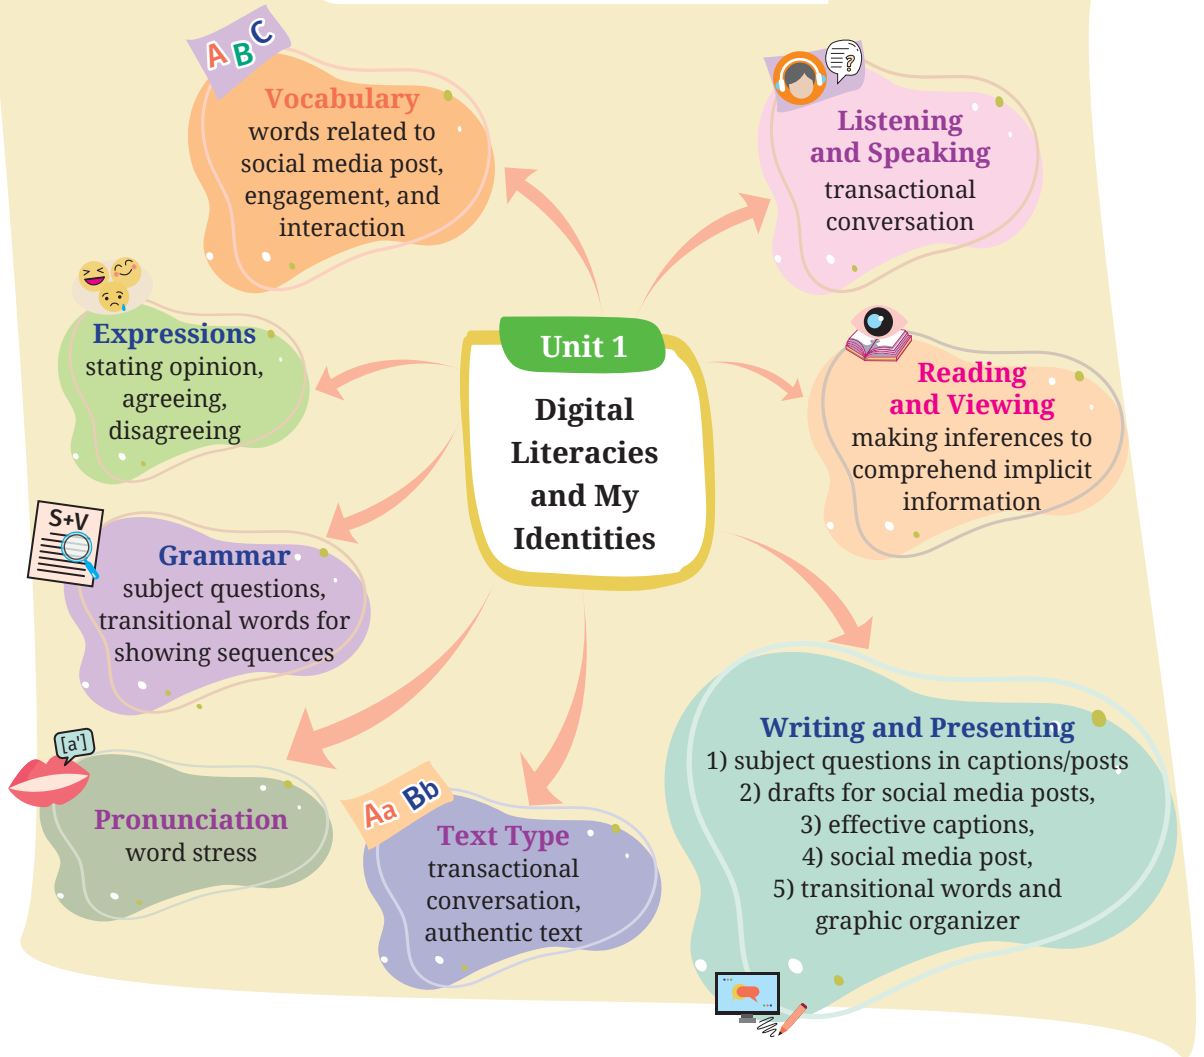 A B C
Vocabulary
words related to
social media post,
engagement, and
interaction
?
Listening
and Speaking
transactional
conversation
Expressions
stating opinion,
agreeing,
disagreeing
Unit 1
Digital
Literacies
and My
Identities
Reading
and Viewing
making inferences to
comprehend implicit
information
S+V
Grammar
subject questions,
transitional words for
showing sequences
[a']
Pronunciation
word stress
Aa Bb
Text Type
transactional
conversation,
authentic text
Writing and Presenting
1) subject questions in captions/posts
2) drafts for social media posts,
3) effective captions,
4) social media post,
5) transitional words and
graphic organizer